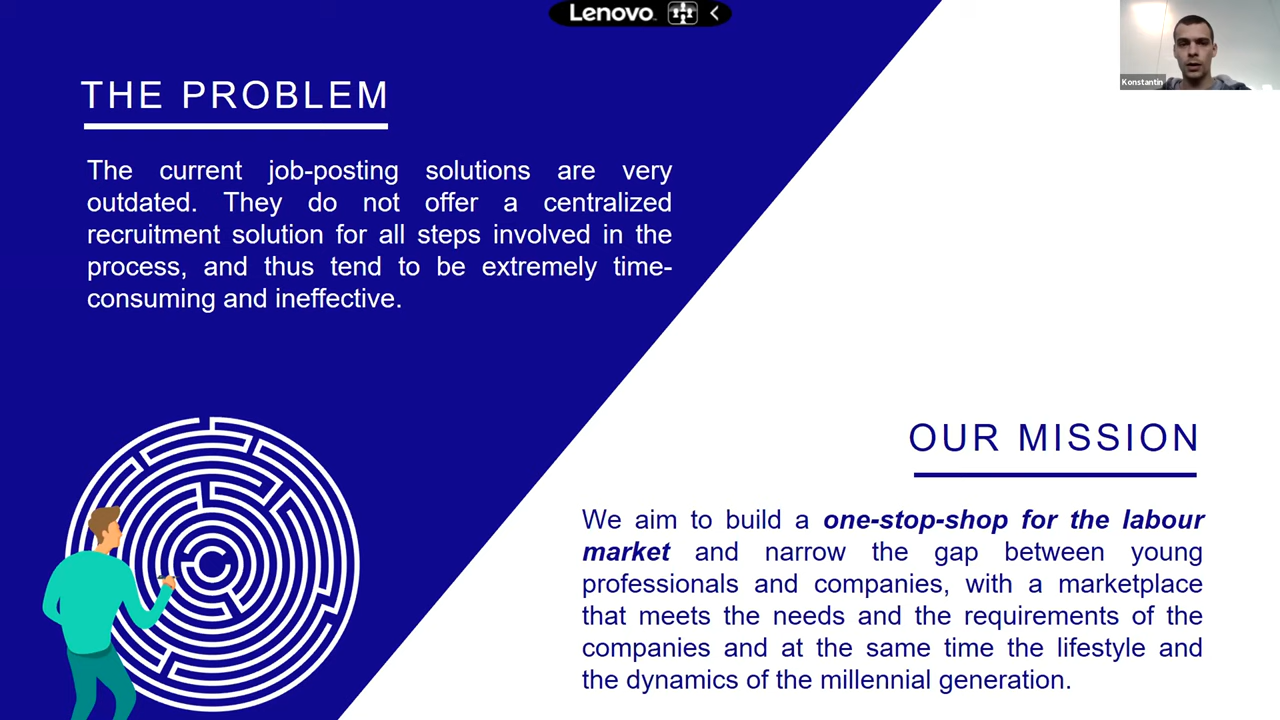 Lenovo
Konstantin
THE PROBLEM
The current job-posting solutions are very
outdated. They do not offer a centralized
recruitment solution for all steps involved in the
process, and thus tend to be extremely time-
consuming and ineffective.
OUR MISSION
We aim to build a one-stop-shop for the labour
market and narrow the gap between young
professionals and companies, with a marketplace
that meets the needs and the requirements of the
companies and at the same time the lifestyle and
the dynamics of the millennial generation.